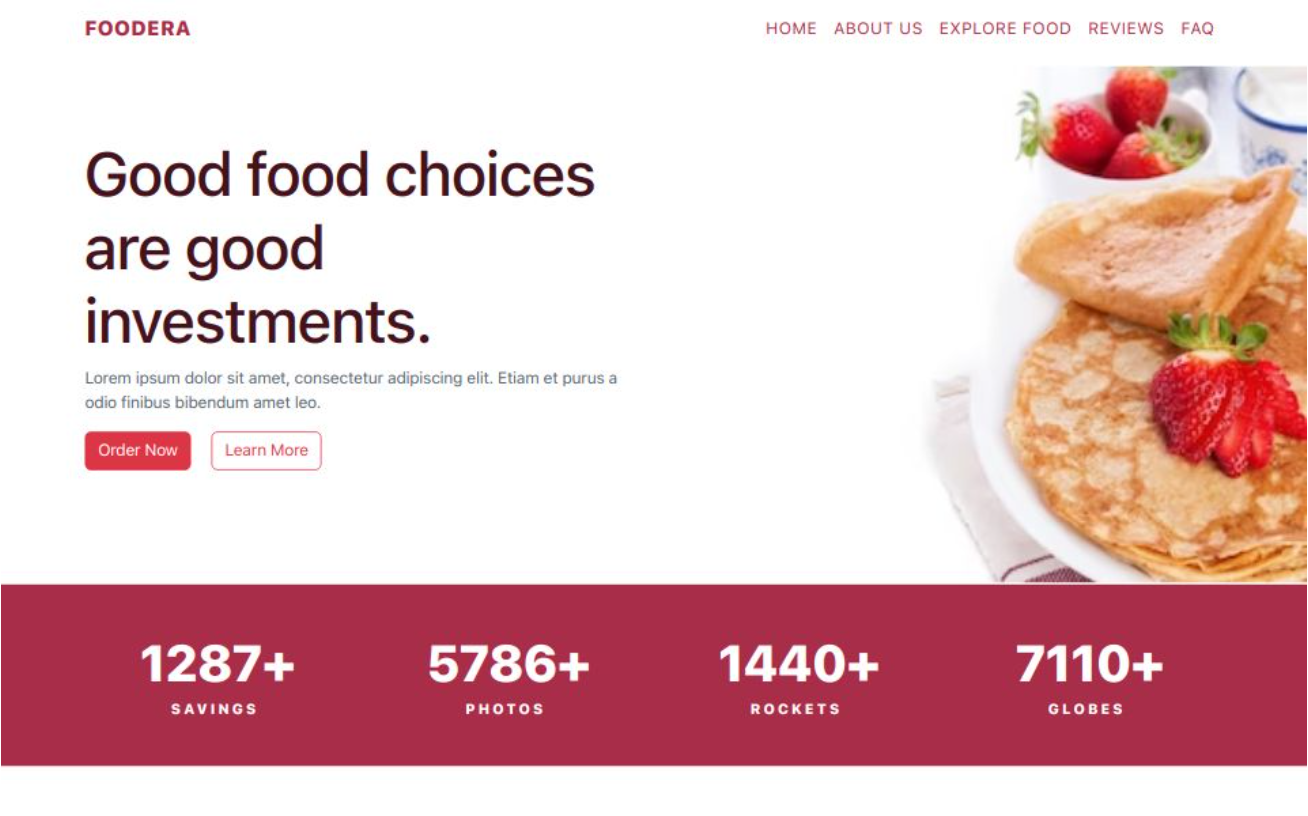 FOODERA
HOME ABOUT US EXPLORE FOOD REVIEWS FAQ
Good food choices
are good
investments.
Lorem ipsum dolor sit amet, consectetur adipiscing elit. Etiam et purus a
odio finibus bibendum amet leo.
Order Now Learn More
1287+ 5786+ 1440+ 7110+
SAVINGS PHOTOS ROCKETS GLOBES